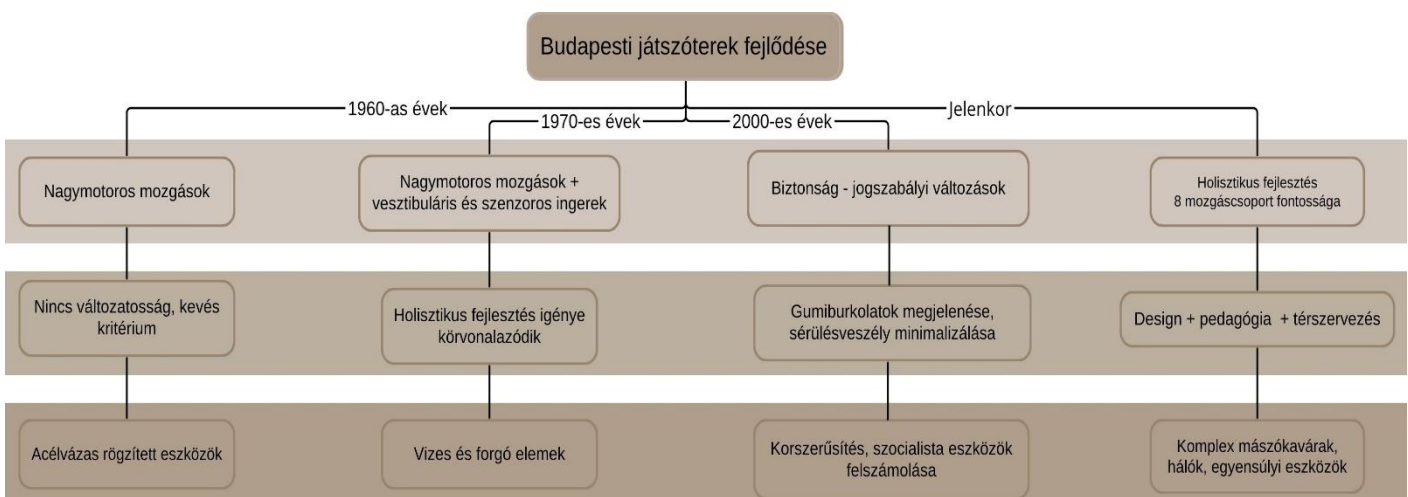 Budapesti játszóterek fejlődése
1960-as évek
1970-es évek
2000-es évek
Jelenkor
Nagymotoros mozgások
Nagymotoros mozgások +
vesztibuláris és szenzoros ingerek
Biztonság - jogszabályi változások
Holisztikus fejlesztés
8 mozgáscsoport fontossága
Nincs változatosság, kevés
kritérium
Holisztikus fejlesztés igénye
körvonalazódik
Gumiburkolatok megjelenése,
sérülésveszély minimalizálása
Design + pedagógia + térszervezés
Acélvázas rögzített eszközök
Vizes és forgó elemek
Korszerűsítés, szocialista eszközök
felszámolása
Komplex mászókavárak,
hálók, egyensúlyi eszközök